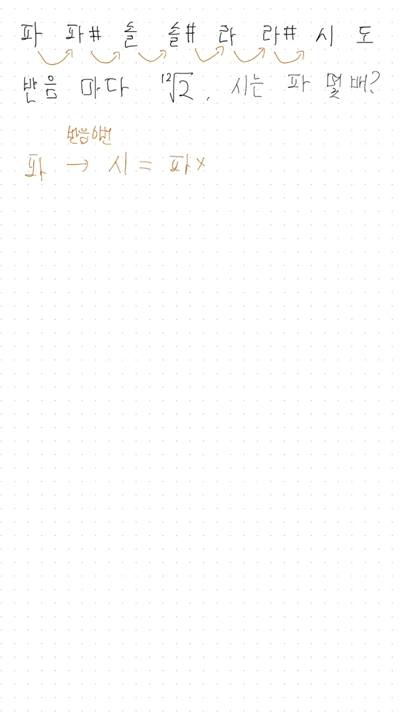 파 파# 솔 솔# 라 라# 시 도
반음 마다 ¹²√2, 시는 파 몇 배?
반음 6번
파 → 시 = 파×